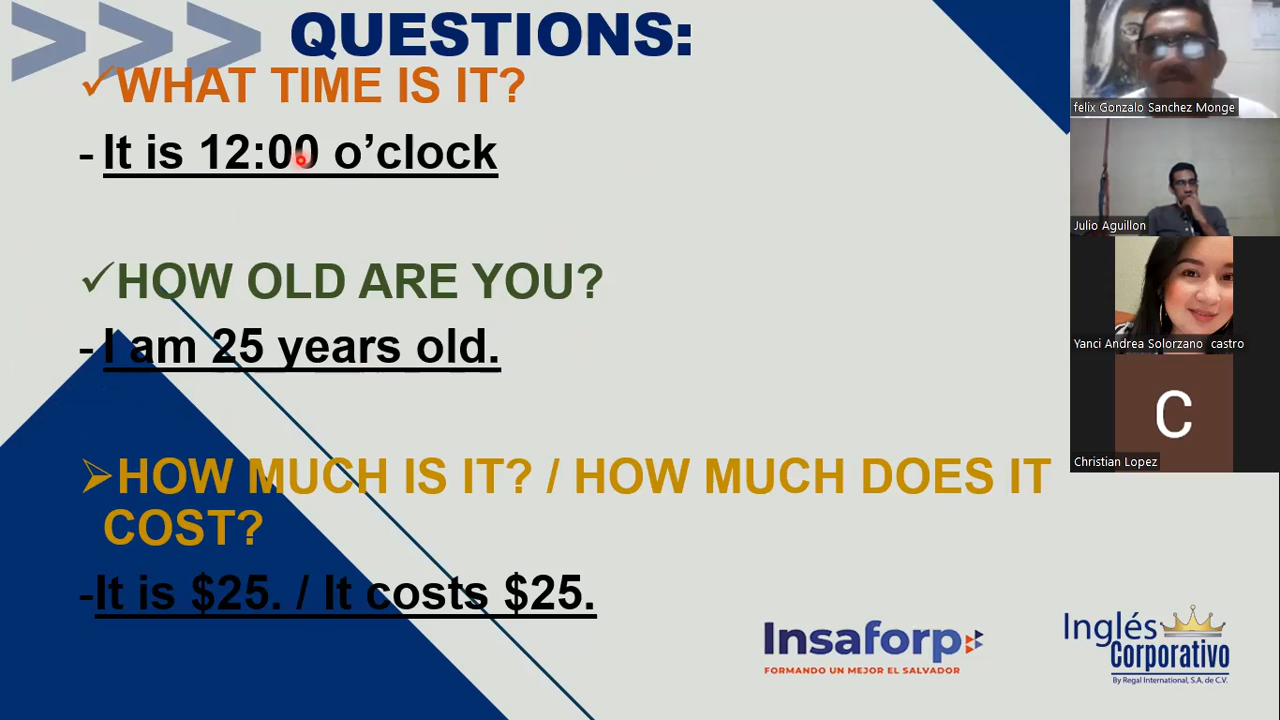 QUESTIONS:
✓WHAT TIME IS IT?
- It is 12:00 o’clock
✓HOW OLD ARE YOU?
- I am 25 years old.
➢HOW MUCH IS IT? / HOW MUCH DOES IT
COST?
-It is $25. / It costs $25.
felix Gonzalo Sanchez Monge
Julio Aguillon
Yanci Andrea Solorzano castro
C
Christian Lopez
Insaforp
FORMANDO UN MEJOR EL SALVADOR
Inglés
Corporativo
By Regal International, S.A. de C.V.